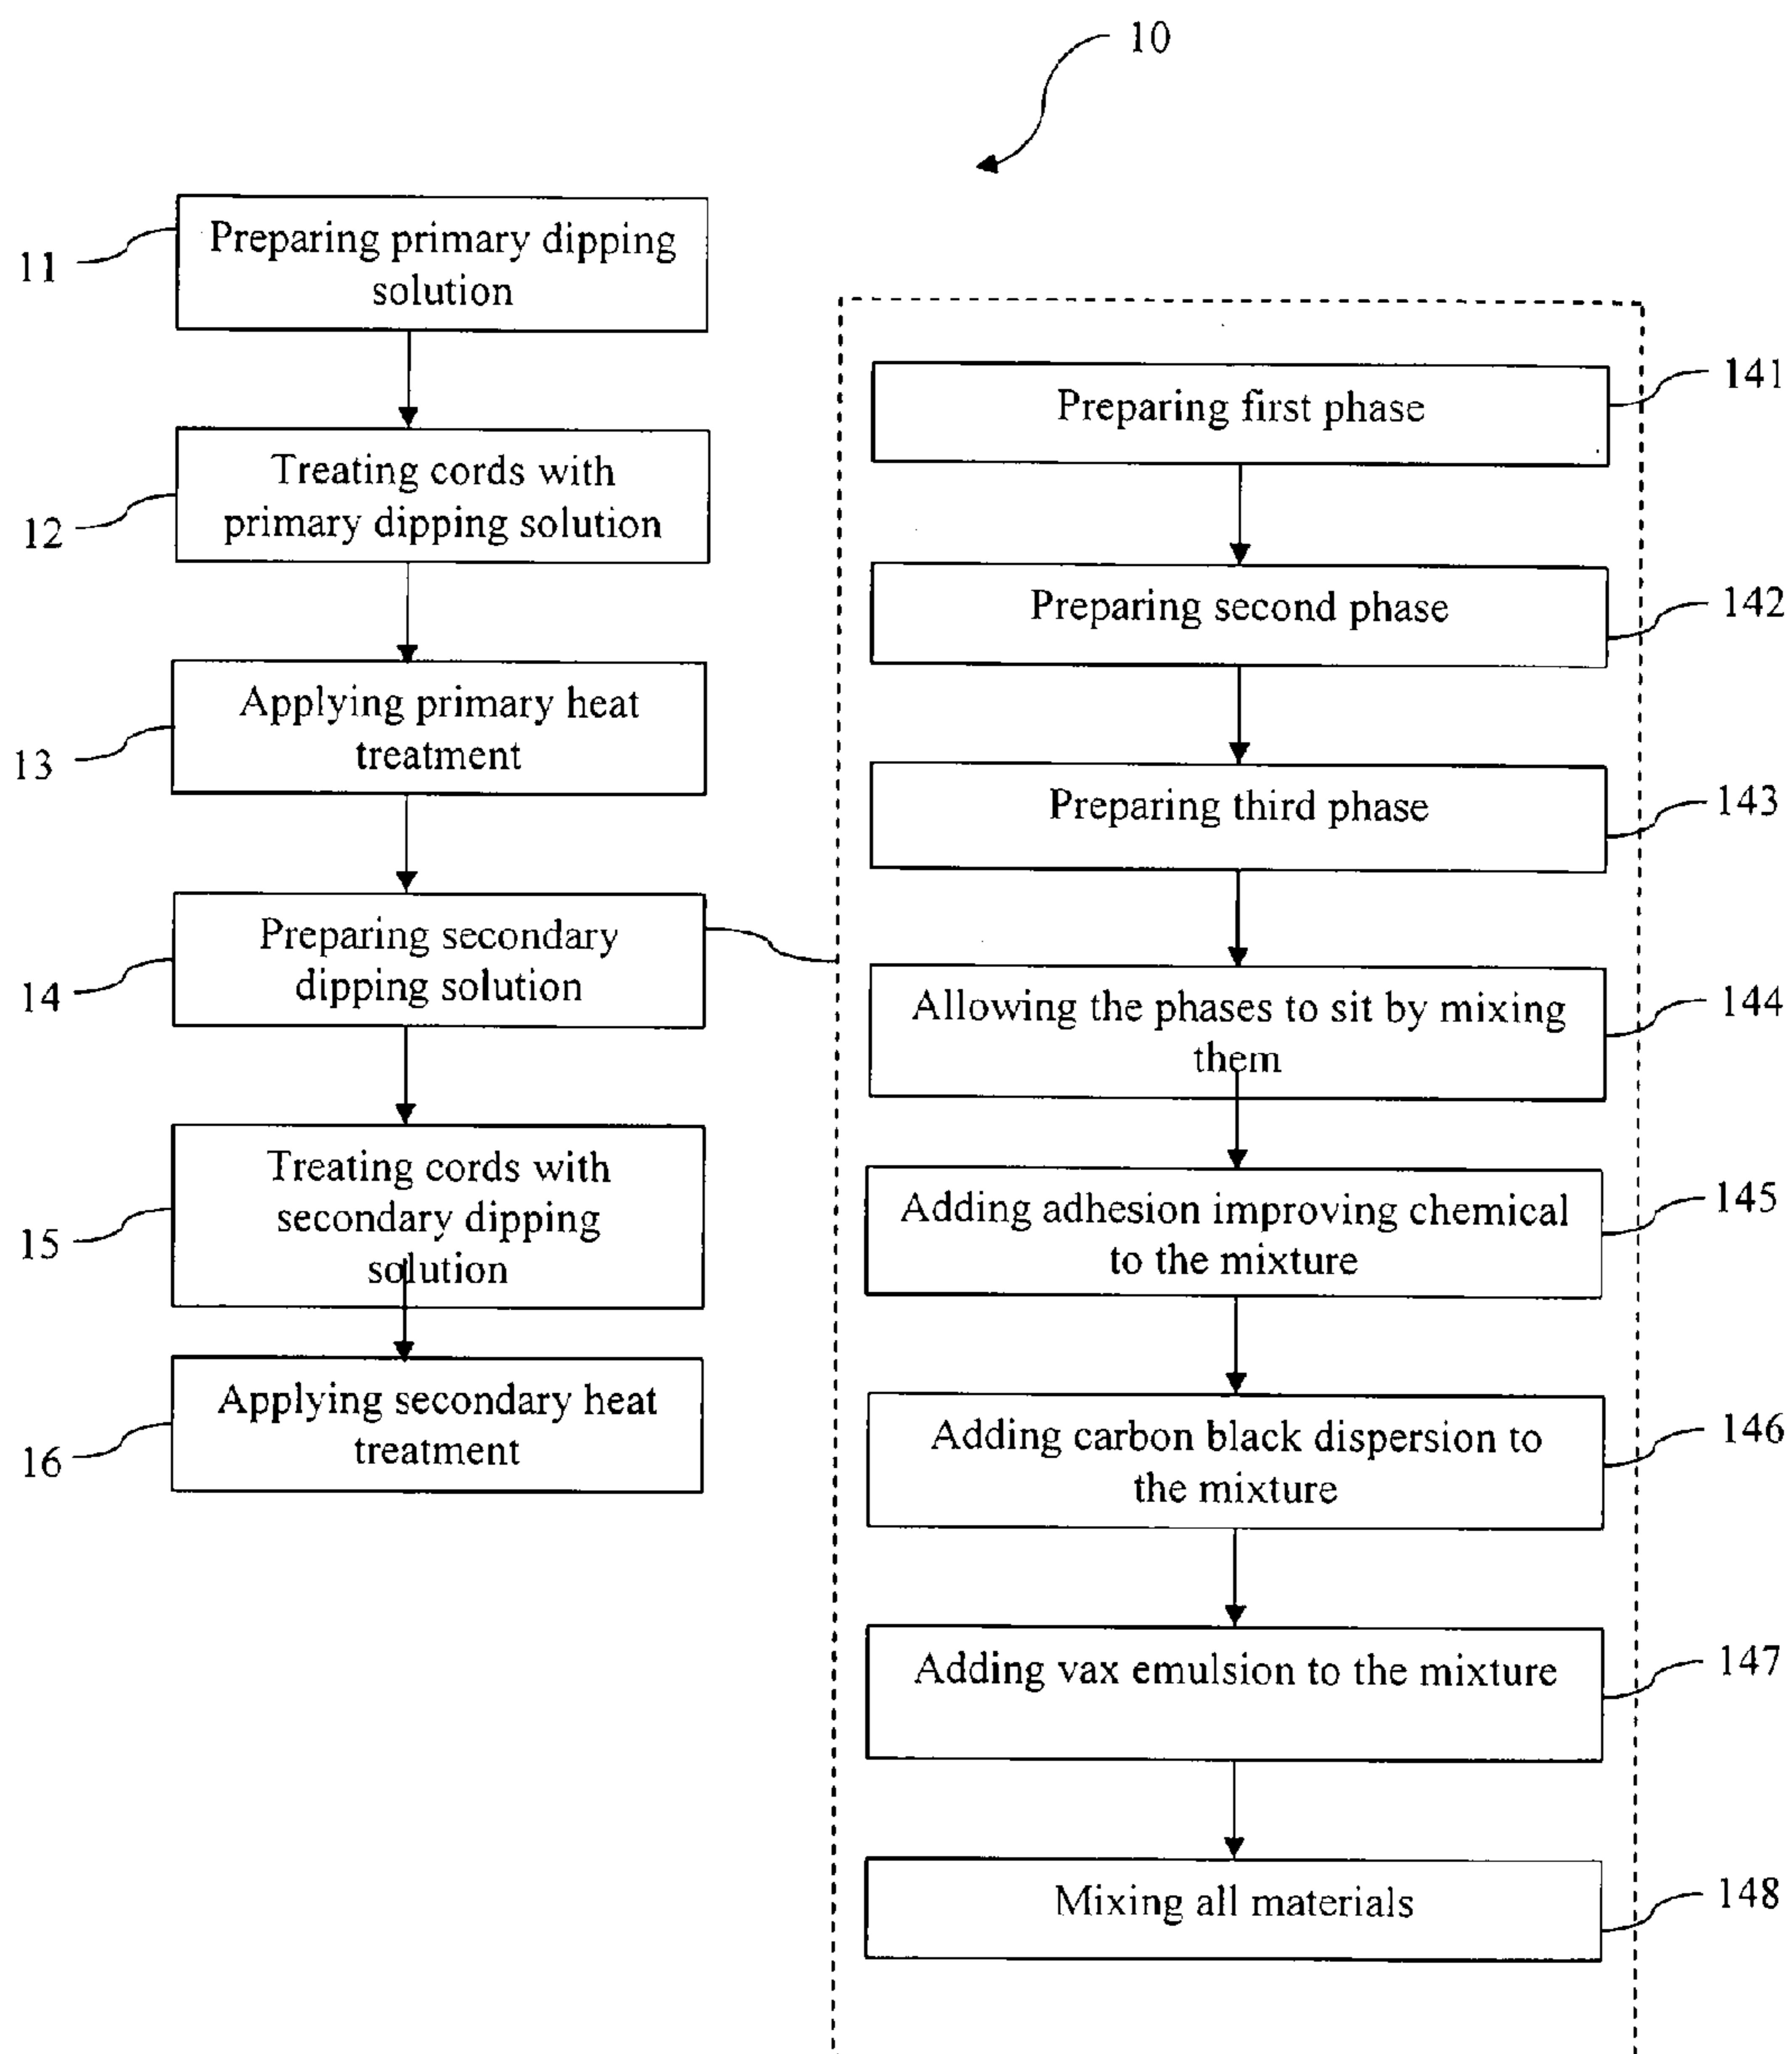 10
11
Preparing primary dipping
solution
12
Treating cords with
primary dipping solution
13
Applying primary heat
treatment
14
Preparing secondary
dipping solution
15
Treating cords with
secondary dipping
solution
16
Applying secondary heat
treatment
Preparing first phase
141
Preparing second phase
142
Preparing third phase
143
Allowing the phases to sit by mixing
them
144
Adding adhesion improving chemical
to the mixture
145
Adding carbon black dispersion to
the mixture
146
Adding vax emulsion to the mixture
147
Mixing all materials
148